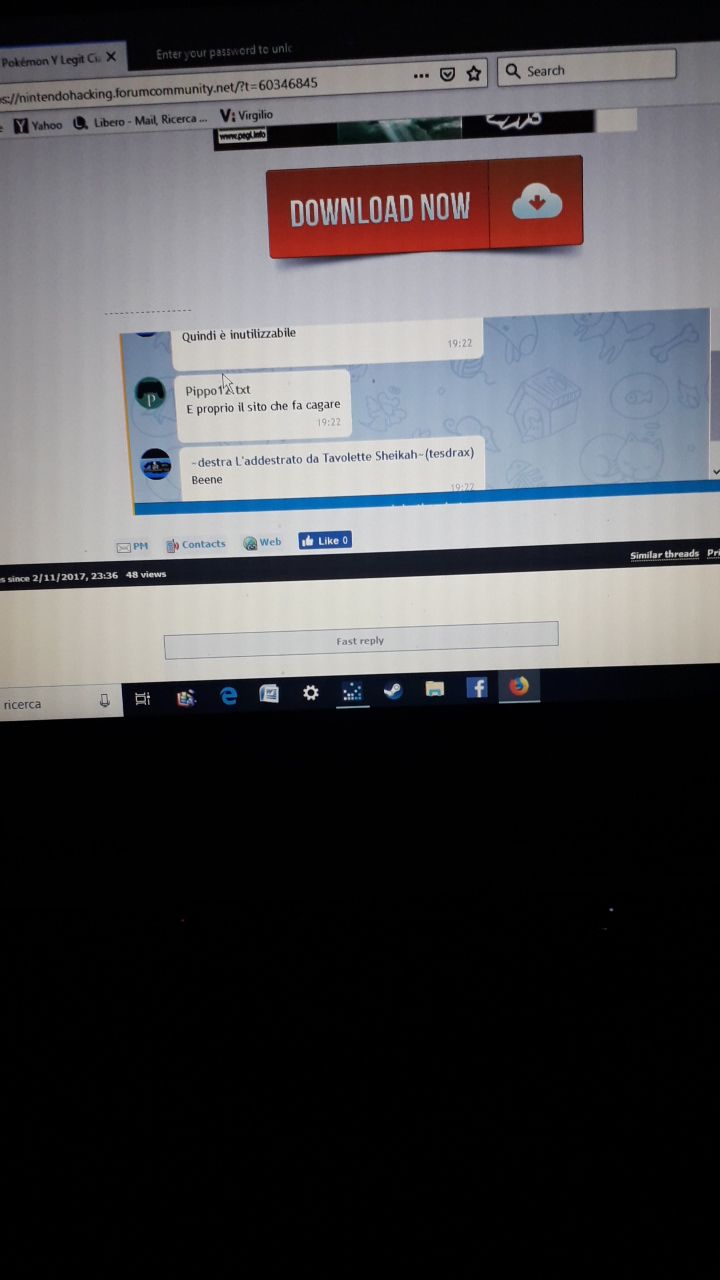 Pokémon Y Legit Ci
Enter your password to unlc
s://nintendohacking.forumcommunity.net/?t=60346845
Search
Yahoo
Libero - Mail, Ricerca ...
Virgilio
www.pegi.info
DOWNLOAD NOW
Quindi è inutilizzabile
19:22
Pippo12.txt
E proprio il sito che fa cagare
19:22
~destra L'addestrato da Tavolette Sheikah~(tesdrax)
Beene
19:22
PM
Contacts
Web
Like 0
Similar threads
Pri
s since 2/11/2017, 23:36 48 views
Fast reply
ricerca